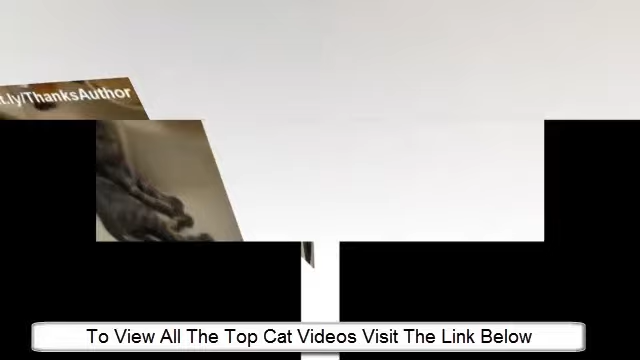 t.ly/ThanksAuthor
To View All The Top Cat Videos Visit The Link Below